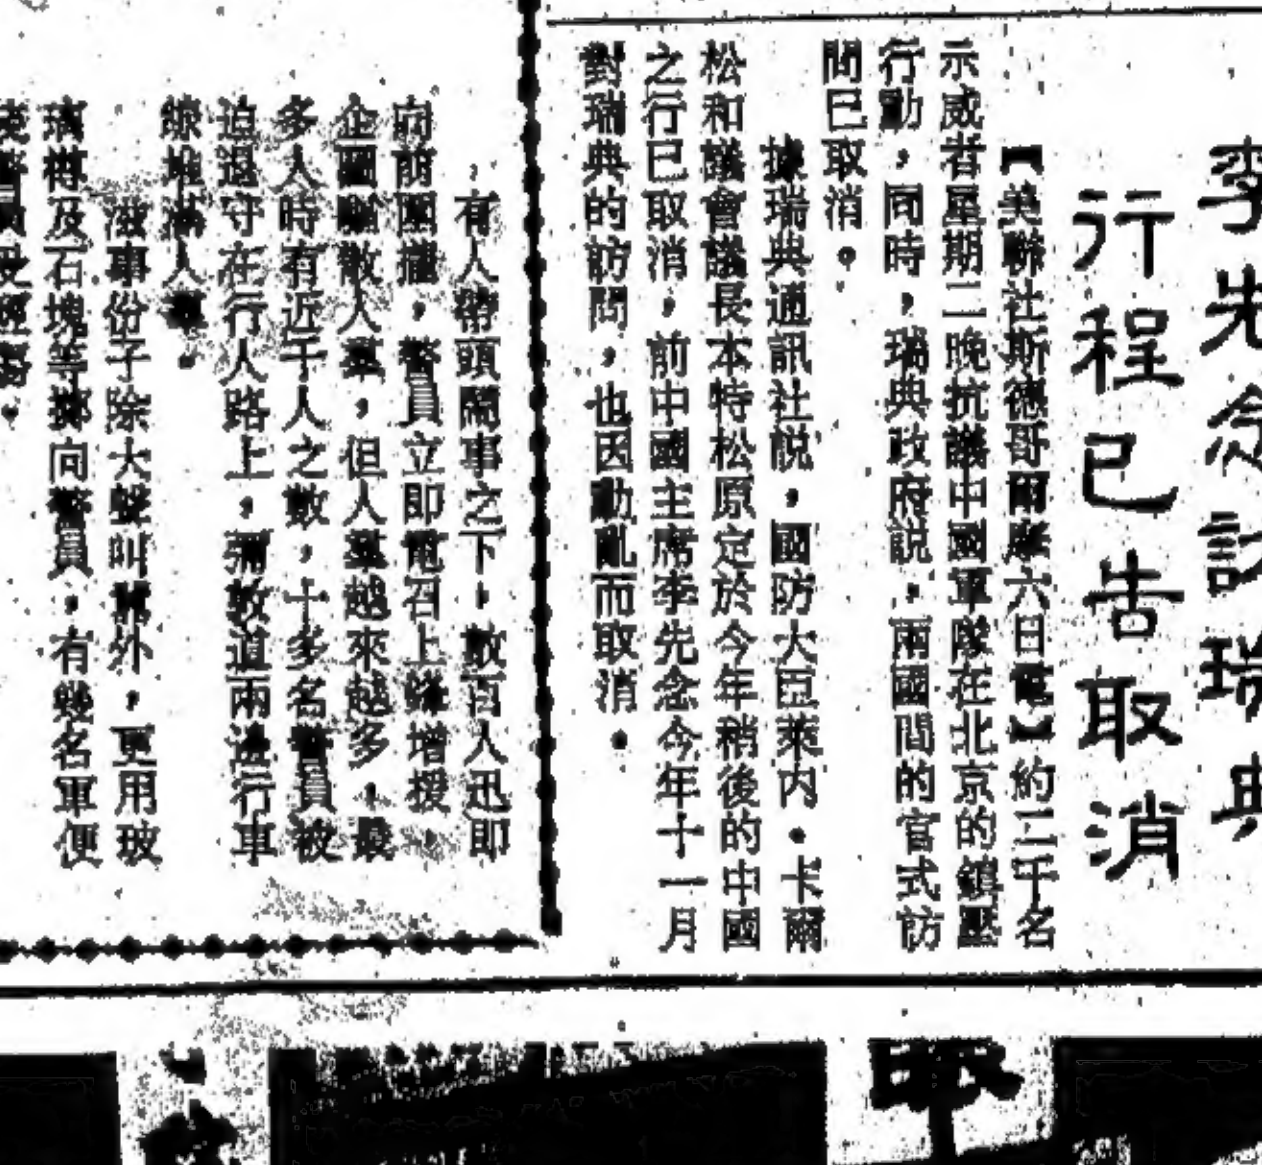 李先念訪瑞典
行程已告取消
【美聯社斯德哥爾摩六日電】約二千名
示威者星期二晚抗議中國軍隊在北京的鎮壓
行動，同時，瑞典政府說，兩國間的官式訪
問已取消。
據瑞典通訊社說，國防大臣萊內•卡爾
松和議會議長本特松原定於今年稍後的中國
之行已取消，前中國主席李先念今年十一月
對瑞典的訪問，也因動亂而取消。
，有人帶頭鬧事之下，數百人迅即
向前圍攏，警員立即電召上峰增援，
企圖驅散人羣，但人羣越來越多，最
多人時有近千人之數，十多名警員被
迫退守在行人路上，彌敦道兩邊行車
線堆滿人羣。
滋事份子除大聲叫囂外，更用玻
璃樽及石塊等擲向警員，有幾名軍便
裝警員受輕傷。